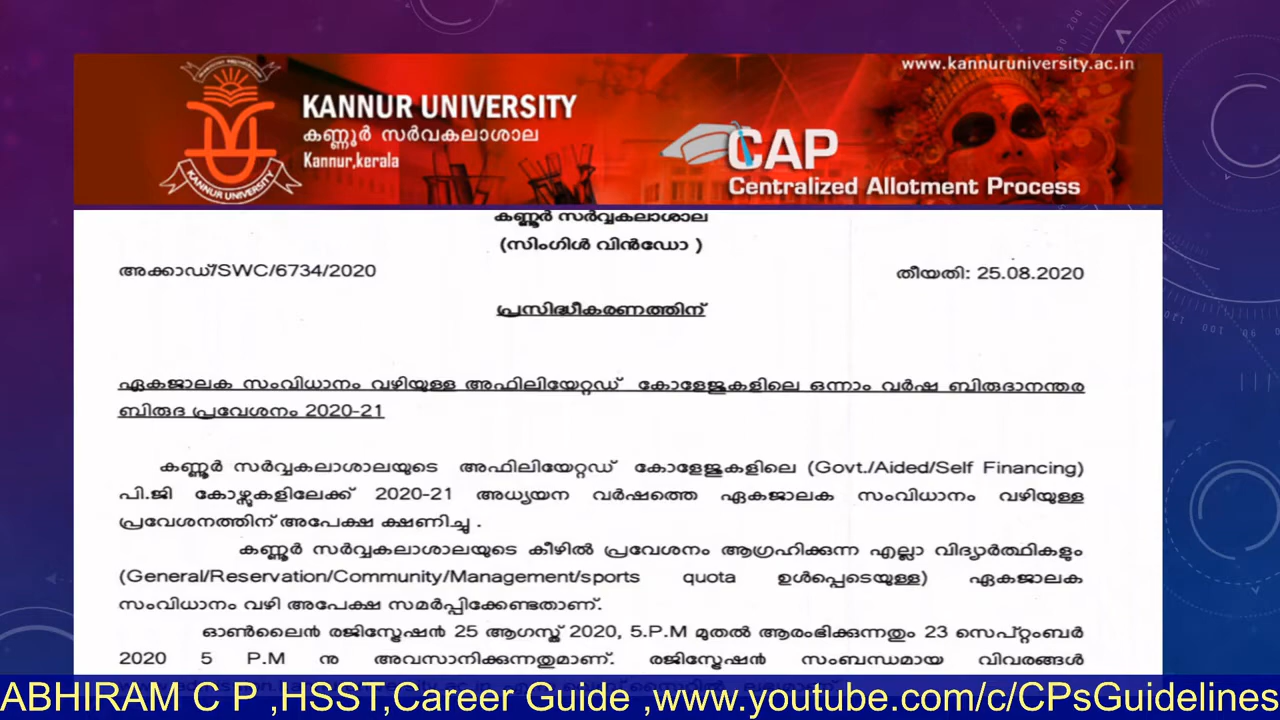 www.kannuruniversity.ac.in
KANNUR UNIVERSITY
കണ്ണൂർ സർവകലാശാല
Kannur,kerala
CAP
Centralized Allotment Process
KANNUR UNIVERSITY
കണ്ണൂർ സർവ്വകലാശാല
(സിംഗിൾ വിൻഡോ )
അക്കാഡ്/SWC/6734/2020
തീയതി: 25.08.2020
പ്രസിദ്ധീകരണത്തിന്
ഏകജാലക സംവിധാനം വഴിയുള്ള അഫിലിയേറ്റഡ് കോളേജുകളിലെ ഒന്നാം വർഷ ബിരുദാനന്തര
ബിരുദ പ്രവേശനം 2020-21
കണ്ണൂർ സർവ്വകലാശാലയുടെ അഫിലിയേറ്റഡ് കോളേജുകളിലെ (Govt./Aided/Self Financing)
പി.ജി കോഴ്സുകളിലേക്ക് 2020-21 അധ്യയന വർഷത്തെ ഏകജാലക സംവിധാനം വഴിയുള്ള
പ്രവേശനത്തിന് അപേക്ഷ ക്ഷണിച്ചു .
കണ്ണൂർ സർവ്വകലാശാലയുടെ കീഴിൽ പ്രവേശനം ആഗ്രഹിക്കുന്ന എല്ലാ വിദ്യാർത്ഥികളും
(General/Reservation/Community/Management/sports quota ഉൾപ്പെടെയുള്ള) ഏകജാലക
സംവിധാനം വഴി അപേക്ഷ സമർപ്പിക്കേണ്ടതാണ്.
ഓൺലൈൻ രജിസ്ട്രേഷൻ 25 ആഗസ്ത് 2020, 5.P.M മുതൽ ആരംഭിക്കുന്നതും 23 സെപ്റ്റംബർ
2020 5 P.M നു അവസാനിക്കുന്നതുമാണ്. രജിസ്ട്രേഷൻ സംബന്ധമായ വിവരങ്ങൾ
ABHIRAM C P ,HSST,Career Guide ,www.youtube.com/c/CPsGuidelines